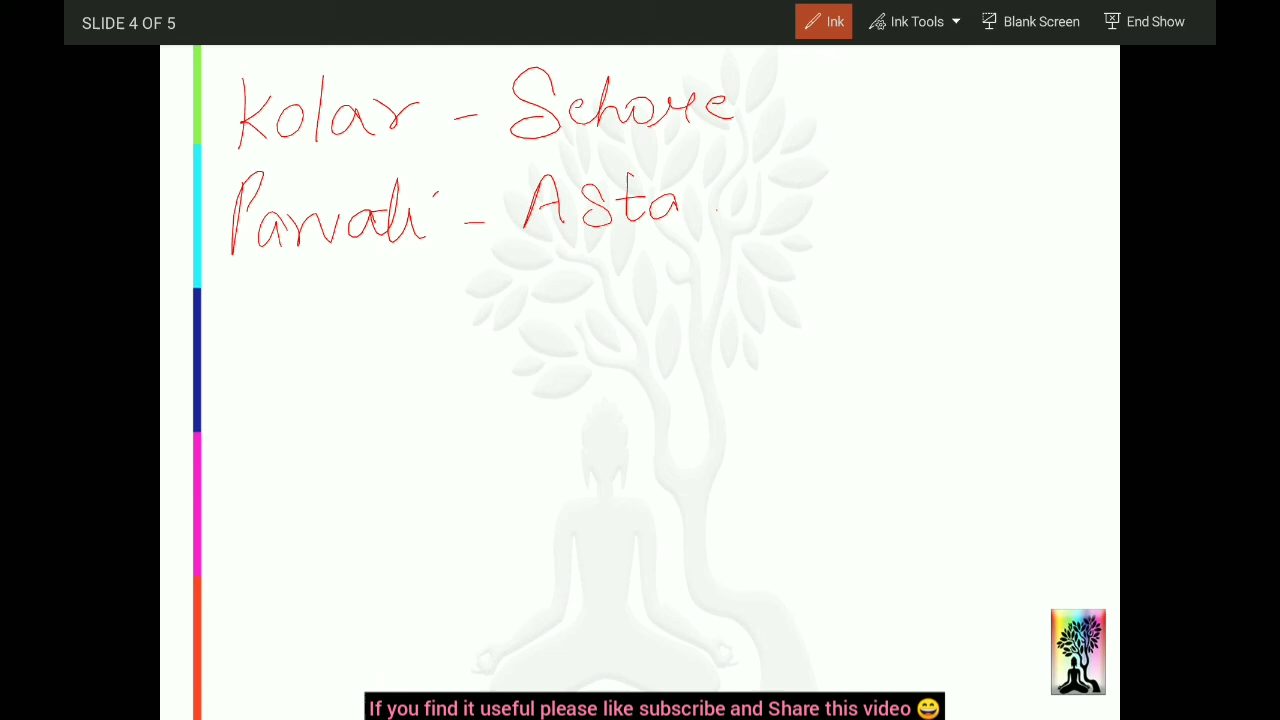 SLIDE 4 OF 5
Ink Ink Tools Blank Screen End Show
Kolar - Sehore
Parvati - Asta
If you find it useful please like subscribe and Share this video 😄